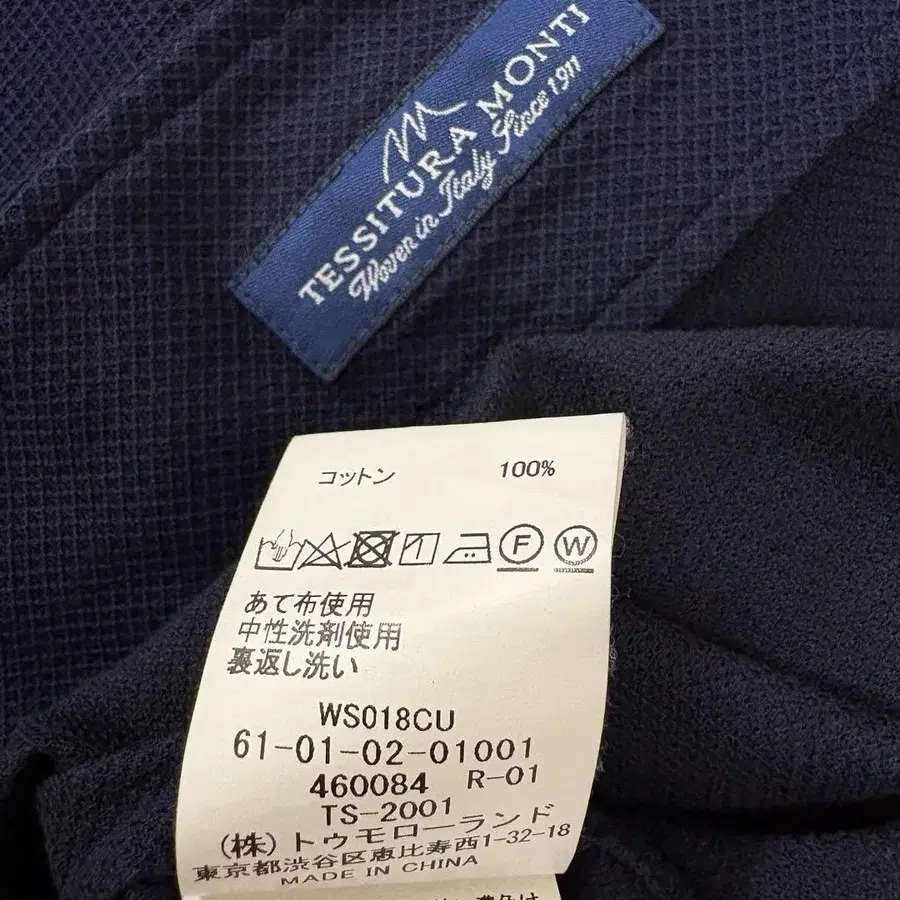 TESSITURA MONTI
Woven in Italy Since 1911
コットン 100%
F W
あて布使用
中性洗剤使用
裏返し洗い
WS018CU
61-01-02-01001
460084 R-01
TS-2001
(株)トゥモローランド
東京都渋谷区恵比寿西1-32-18
MADE IN CHINA